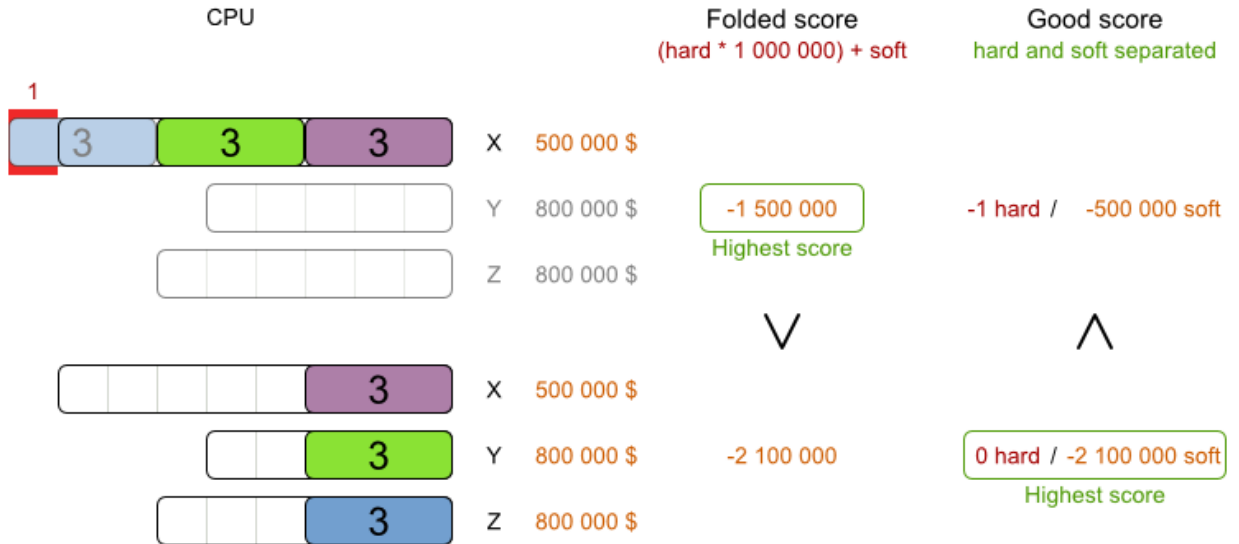 CPU Folded score Good score
(hard * 1 000 000) + soft hard and soft separated
1
3 3 3 X 500 000 $
Y 800 000 $ -1 500 000 -1 hard / -500 000 soft
Highest score
Z 800 000 $
3 X 500 000 $
3 Y 800 000 $ -2 100 000 0 hard / -2 100 000 soft
Highest score
3 Z 800 000 $